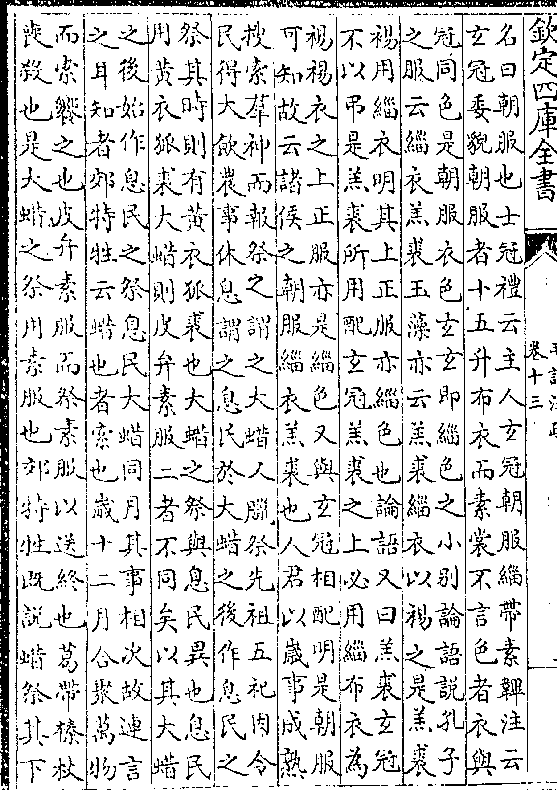 欽定四庫全書
卷十三
名曰朝服也士冠禮云主人玄冠朝服緇帶素韠注云
玄冠委貌朝服者十五升布衣而素裳不言色者衣與
冠同色是朝服衣色玄玄即緇色之小别論語說孔子
之服云緇衣羔裘玉藻亦云羔裘緇衣以裼之是羔裘
裼用緇衣明其上正服亦緇色也論語又曰羔裘玄冠
不以弔是羔裘所用配玄冠羔裘之上必用緇布衣為
裼裼衣之上正服亦是緇色又與玄冠相配明是朝服
可知故云諸侯之朝服緇衣羔裘也人君以歲事成熟
搜索羣神而報祭之謂之大蜡又臘祭先祖五祀因令
民得大飲農事休息謂之息民於大蜡之後作息民之
祭其時則有黃衣狐裘也大蜡之祭與息民異也息民
用黃衣狐裘大蜡則皮弁素服二者不同矣以其大蜡
之後始作息民之祭息民大蜡同月其事相次故連言
之耳知者郊特牲云蜡也者索也歲十二月合聚萬物
而索饗之也皮弁素服而祭素服以送終也葛帶榛杖
喪殺也是大蜡之祭用素服也郊特牲既説蜡祭其下